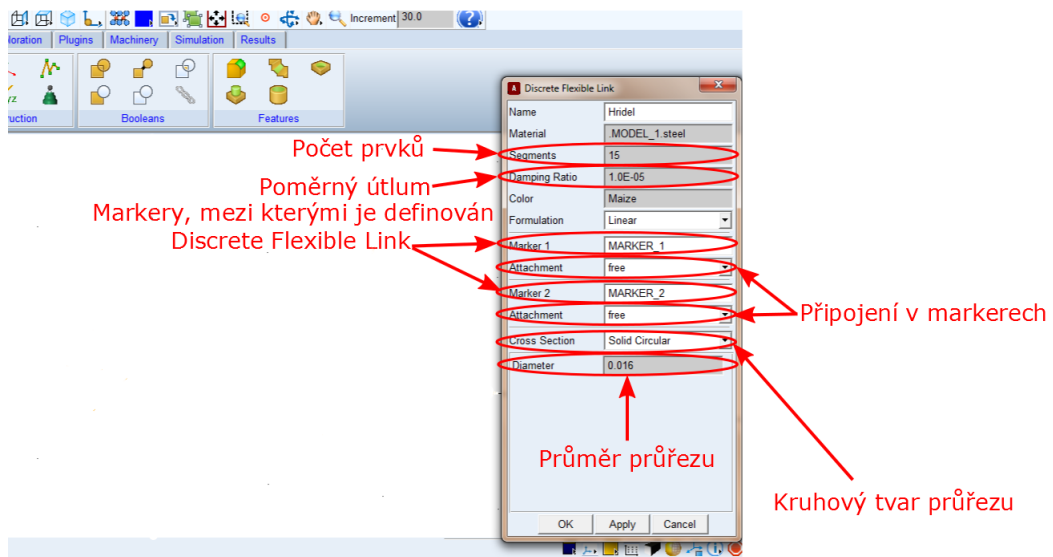 Increment 30.0
loration Plugins Machinery Simulation Results
ruction Booleans Features
Discrete Flexible Link
Name Hridel
Material .MODEL_1.steel
Segments 15
Damping Ratio 1.0E-05
Color Maize
Formulation Linear
Marker 1 MARKER_1
Attachment free
Marker 2 MARKER_2
Attachment free
Cross Section Solid Circular
Diameter 0.016
OK Apply Cancel
Počet prvků
Poměrný útlum
Markery, mezi kterými je definován
Discrete Flexible Link
Připojení v markerech
Průměr průřezu
Kruhový tvar průřezu